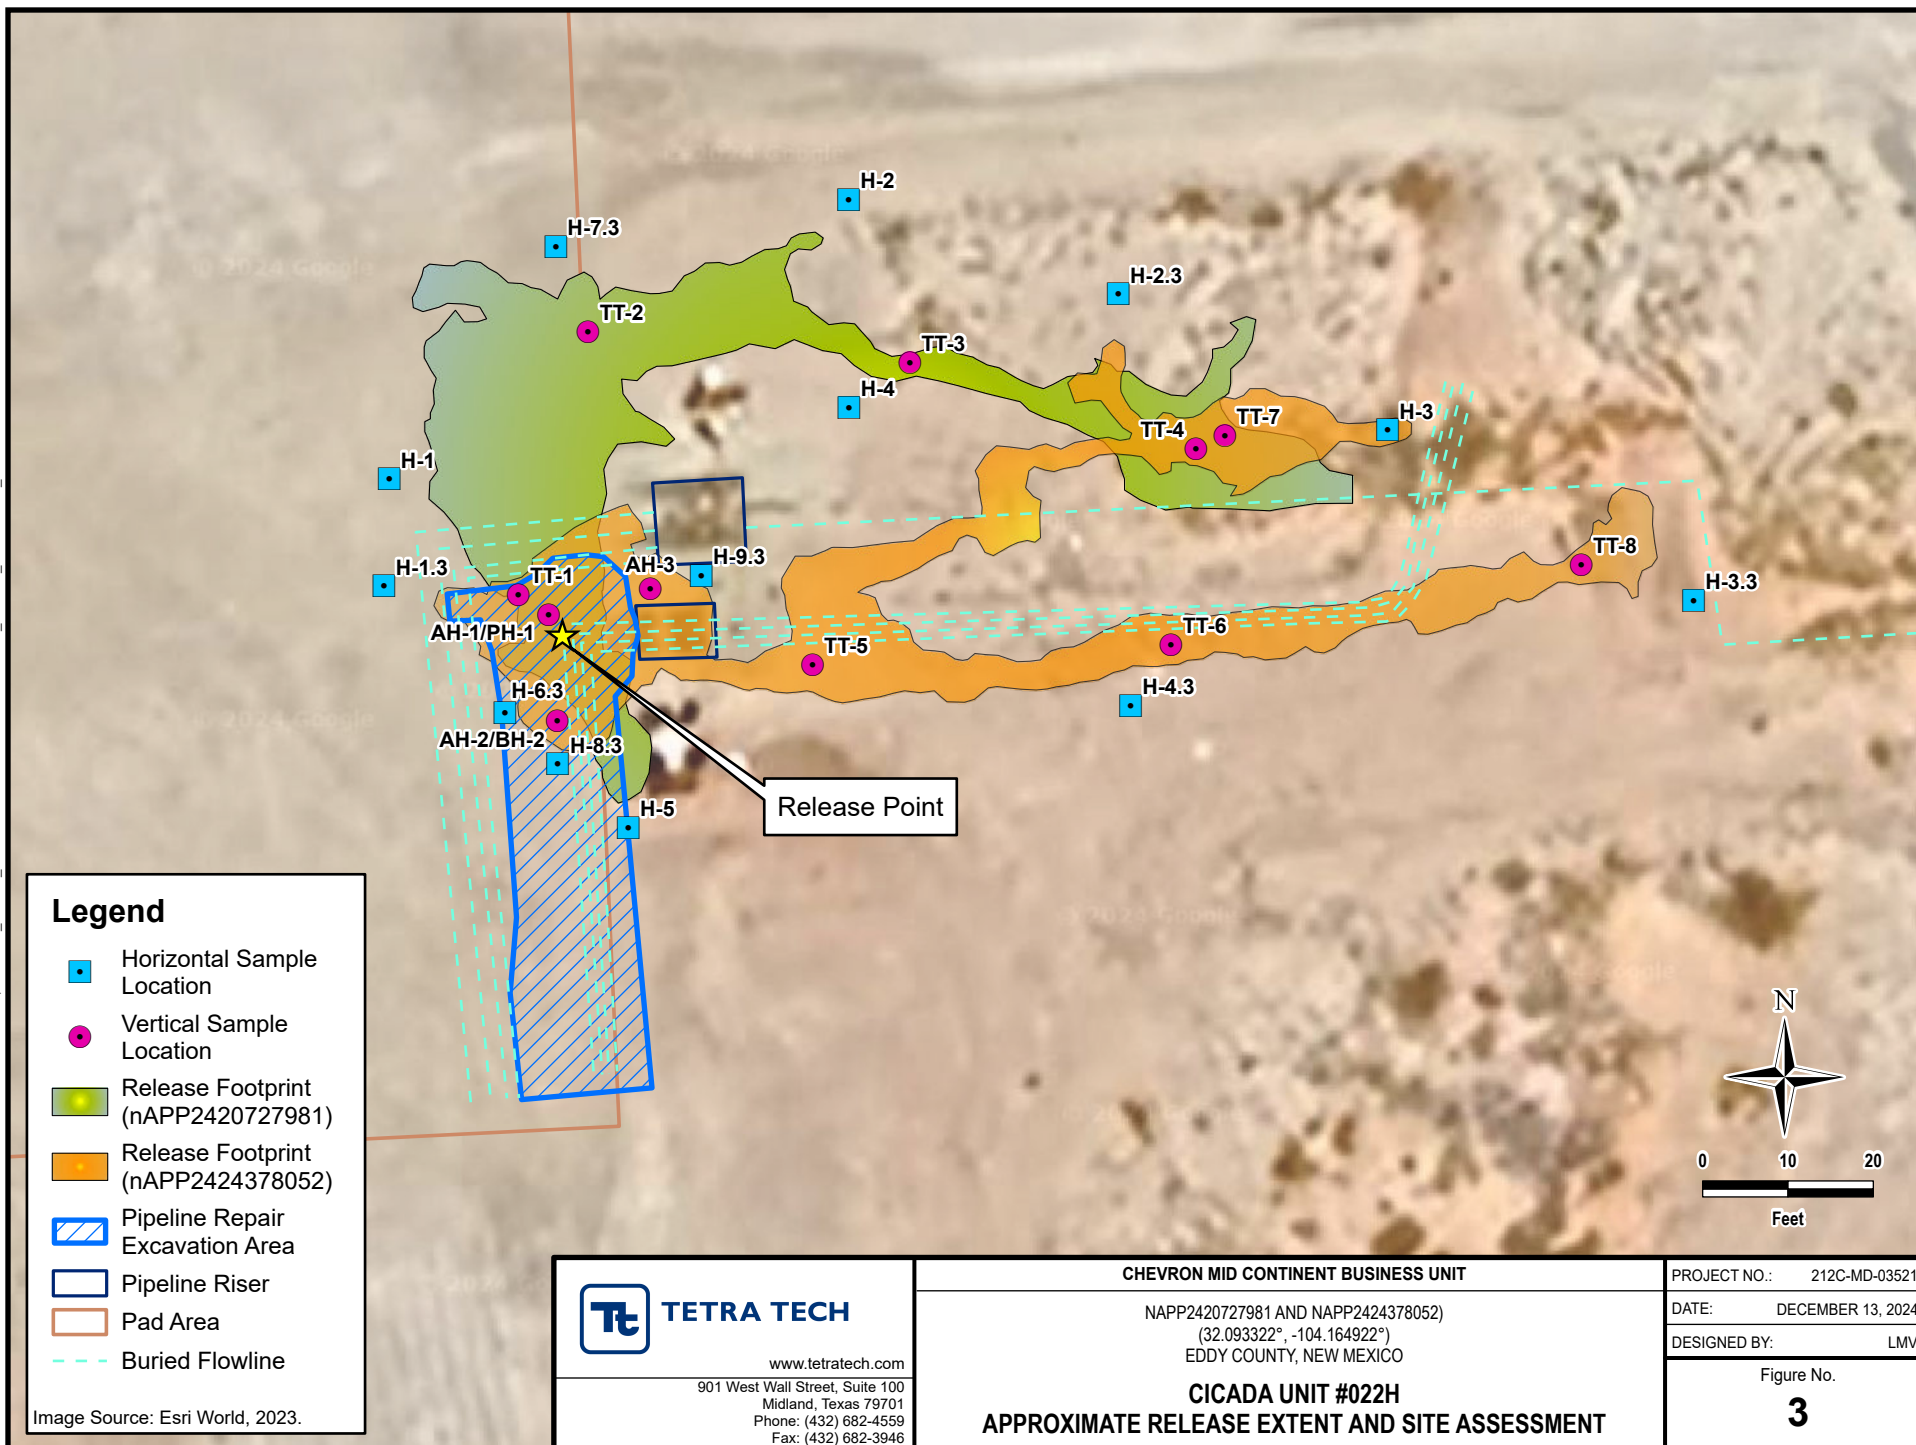 H-2
H-7.3
H-2.3
© 2024 Google
TT-2
TT-3
H-4
H-3
TT-7
TT-4
H-1
TT-8
H-9.3
AH-3
H-1.3
TT-1
H-3.3
AH-1/PH-1
TT-6
TT-5
H-6.3
H-4.3
© 2024 Google
AH-2/BH-2
H-8.3
H-5
Release Point
Legend
Horizontal Sample
Location
Vertical Sample
Location
Release Footprint
(nAPP2420727981)
Release Footprint
(nAPP2424378052)
Pipeline Repair
Excavation Area
Pipeline Riser
Pad Area
Buried Flowline
Image Source: Esri World, 2023.
N
0 10 20
Feet
Tt TETRA TECH
www.tetratech.com
901 West Wall Street, Suite 100
Midland, Texas 79701
Phone: (432) 682-4559
Fax: (432) 682-3946
CHEVRON MID CONTINENT BUSINESS UNIT
NAPP2420727981 AND NAPP2424378052)
(32.093322°, -104.164922°)
EDDY COUNTY, NEW MEXICO
CICADA UNIT #022H
APPROXIMATE RELEASE EXTENT AND SITE ASSESSMENT
PROJECT NO.: 212C-MD-03521
DATE: DECEMBER 13, 2024
DESIGNED BY: LMV
Figure No.
3